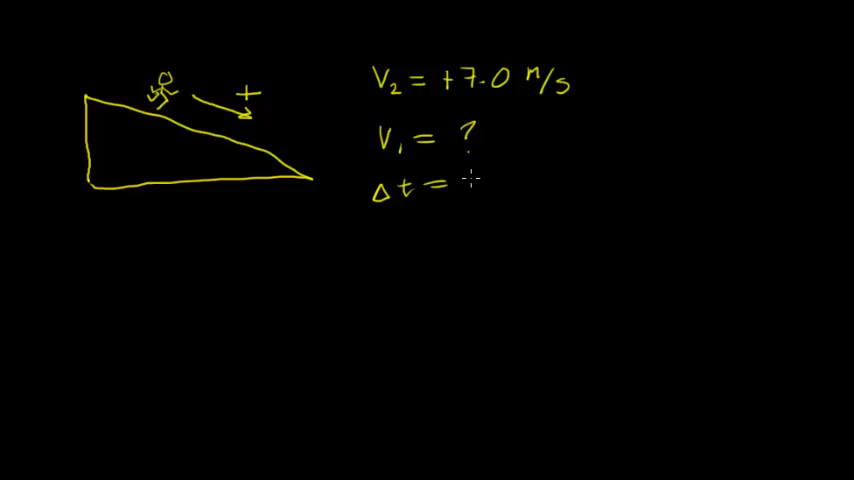 +
V₂ = +7.0 m/s
V₁ = ?
Δt =